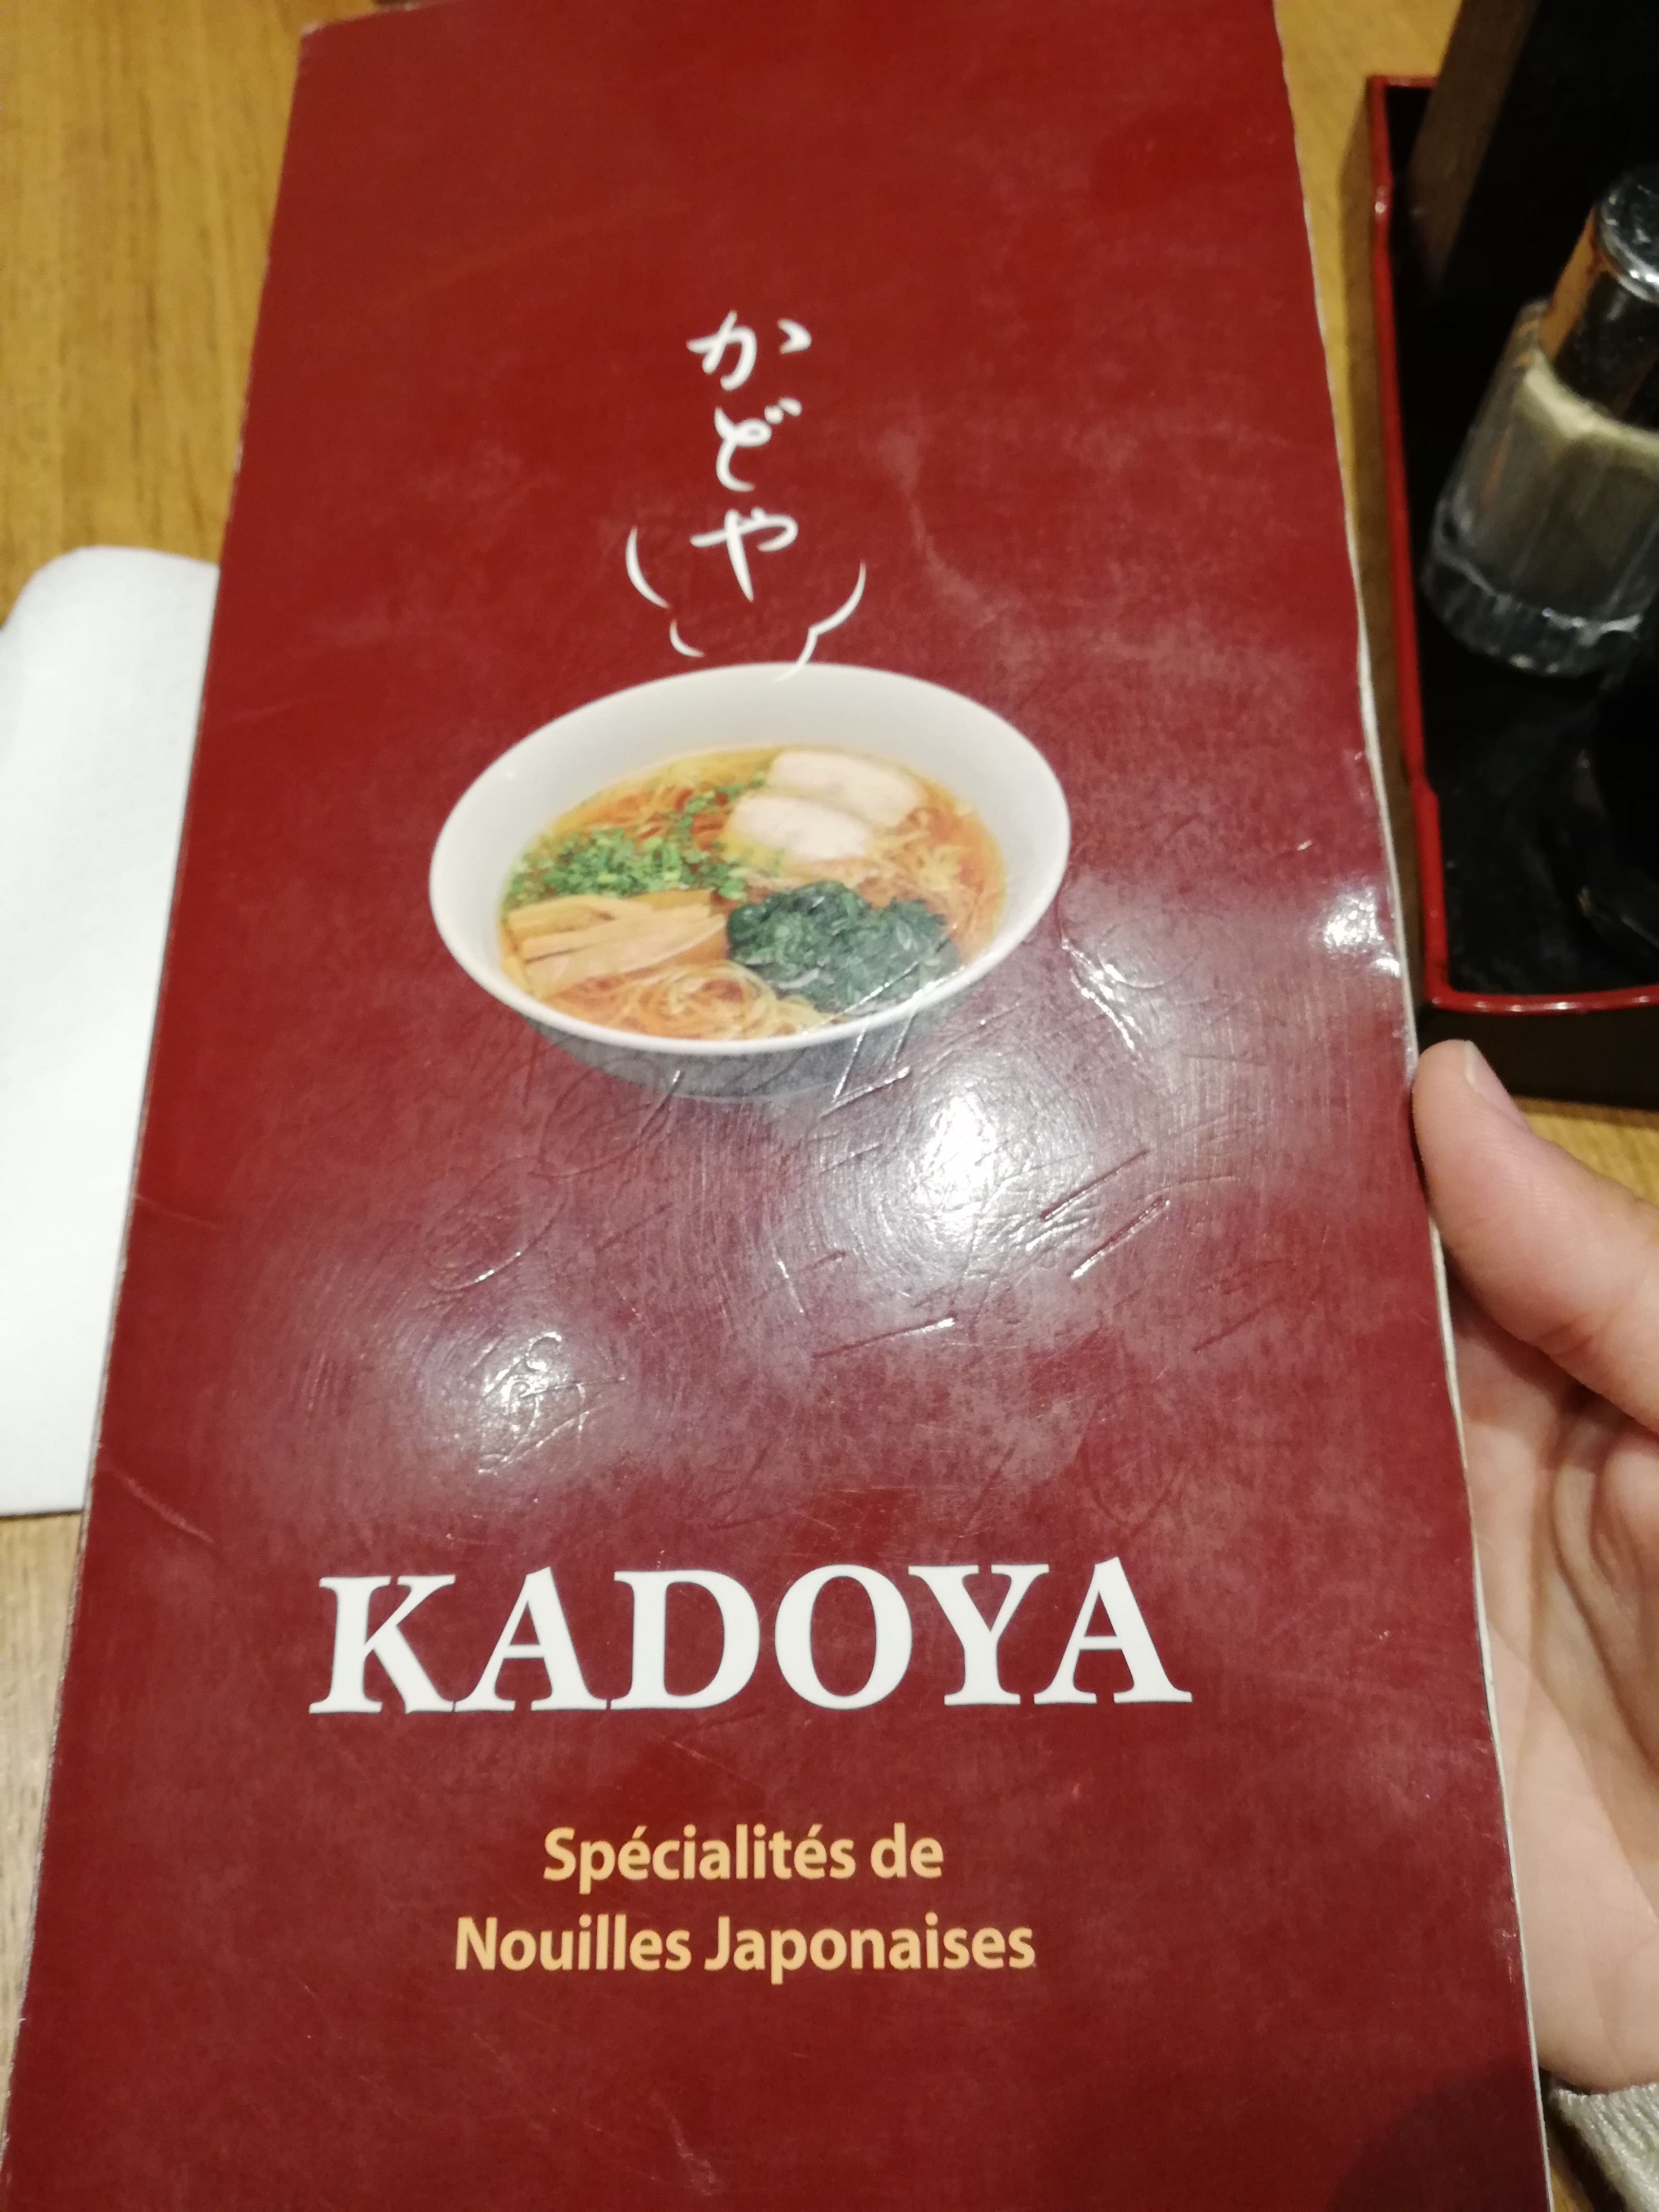 かどや
KADOYA
Spécialités de
Nouilles Japonaises